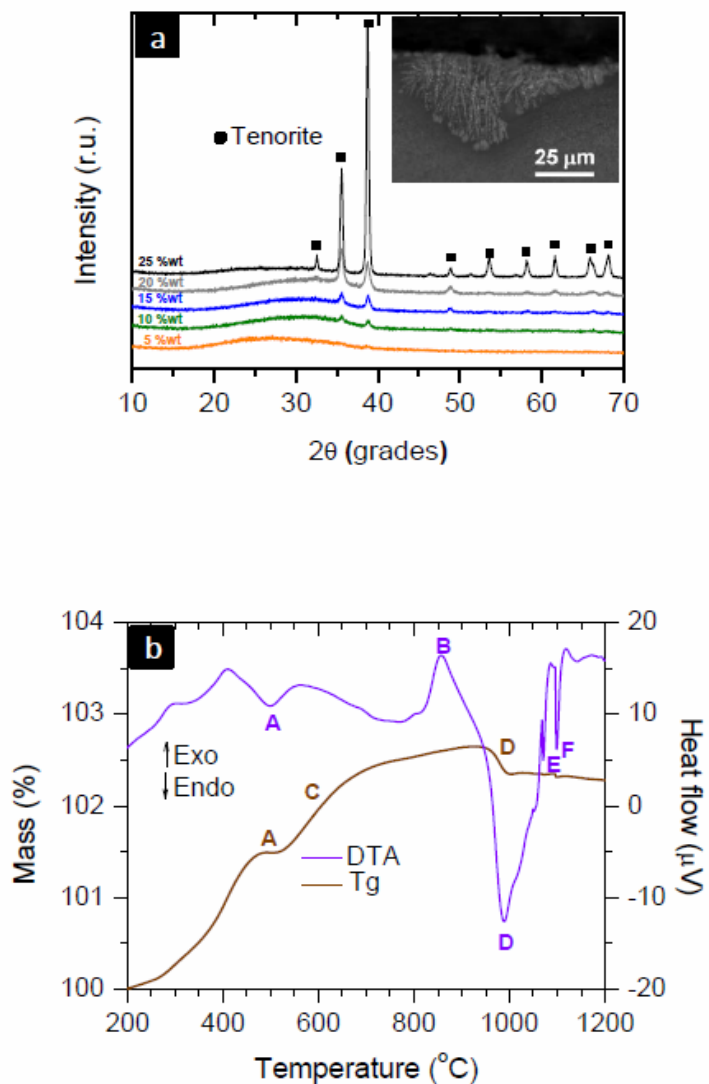 a
■ Tenorite
25 μm
25 %wt
20 %wt
15 %wt
10 %wt
5 %wt
Intensity (r.u.)
10 20 30 40 50 60 70
2θ (grades)
b
104
103
102
101
100
Mass (%)
20
10
0
-10
-20
Heat flow (μV)
A
B
↑Exo
↓Endo
C
D
E F
A
DTA
Tg
D
200 400 600 800 1000 1200
Temperature (°C)